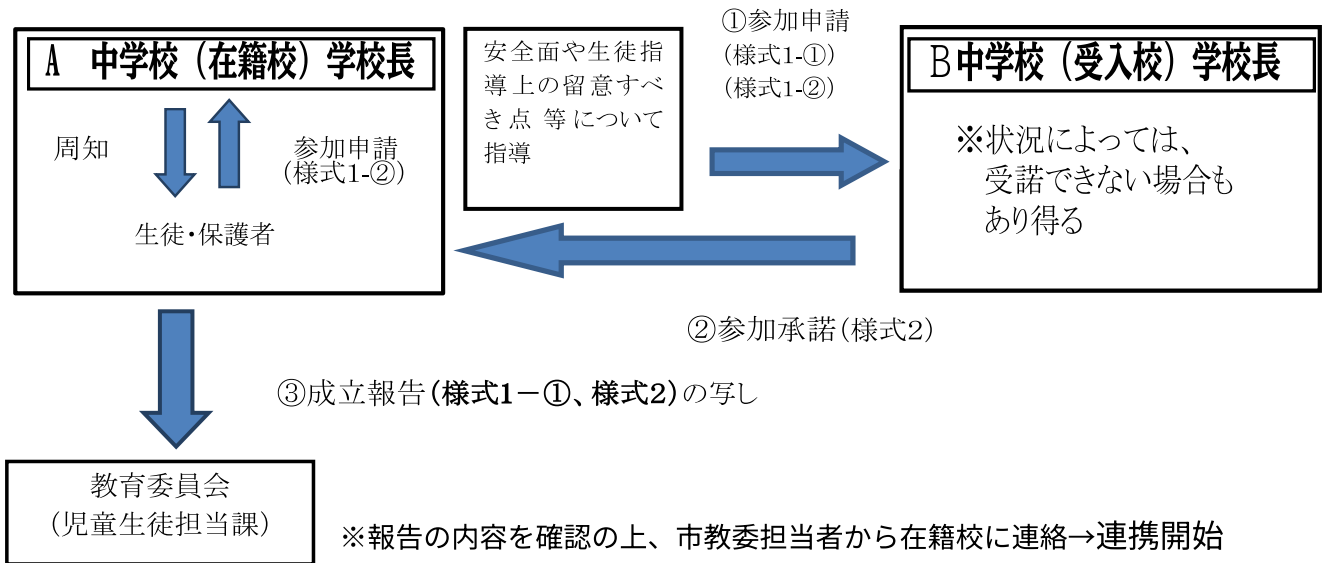 A 中学校（在籍校）学校長
周知
参加申請
(様式1-②)
生徒・保護者
安全面や生徒指
導上の留意すべ
き点 等について
指導
①参加申請
(様式1-①)
(様式1-②)
B中学校（受入校）学校長
※状況によっては、
受諾できない場合も
あり得る
②参加承諾(様式2)
③成立報告(様式1－①、様式2)の写し
教育委員会
(児童生徒担当課)
※報告の内容を確認の上、市教委担当者から在籍校に連絡→連携開始